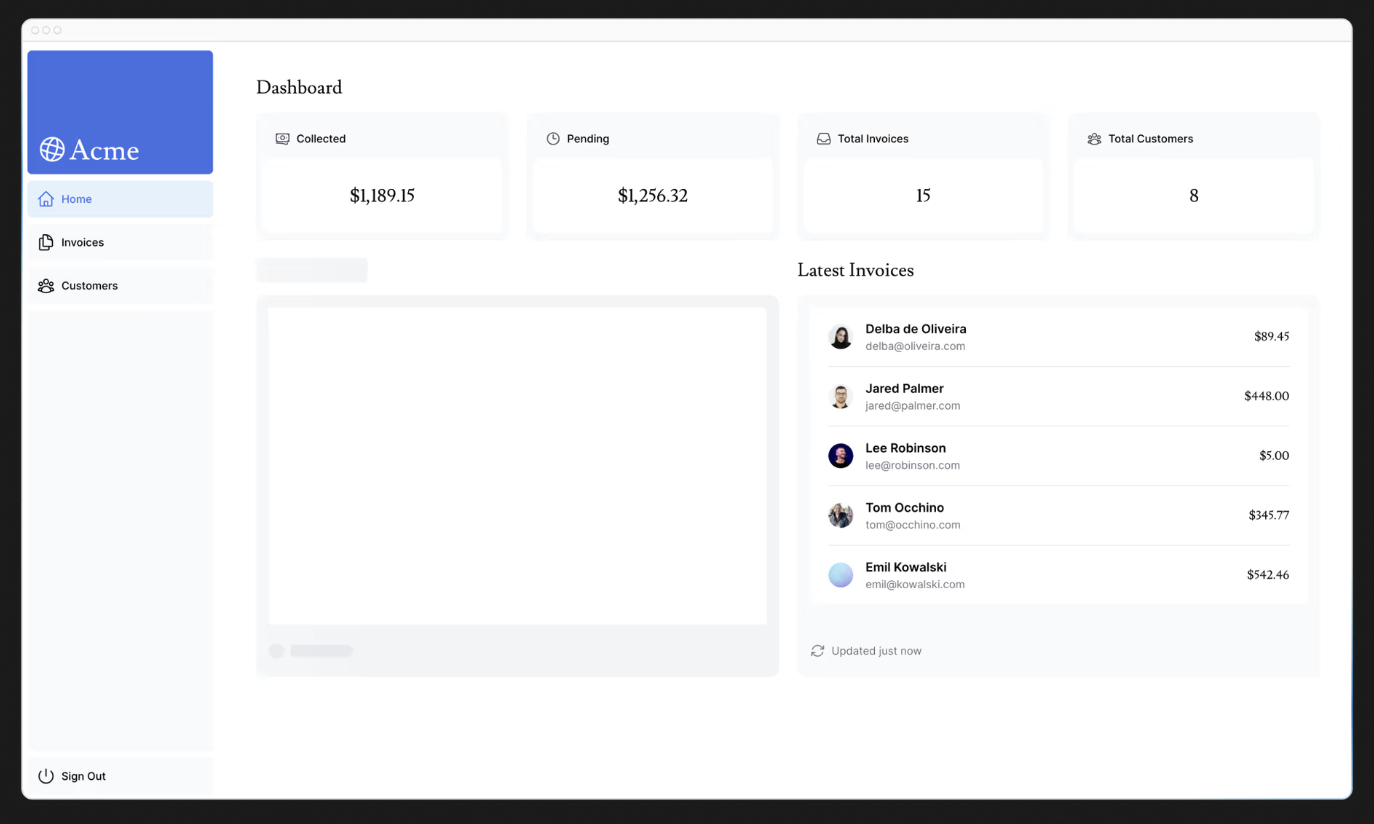 Acme
Home
Invoices
Customers
Sign Out
Dashboard
Collected
$1,189.15
Pending
$1,256.32
Total Invoices
15
Total Customers
8
Latest Invoices
Delba de Oliveira
delba@oliveira.com
$89.45
Jared Palmer
jared@palmer.com
$448.00
Lee Robinson
lee@robinson.com
$5.00
Tom Occhino
tom@occhino.com
$345.77
Emil Kowalski
emil@kowalski.com
$542.46
Updated just now